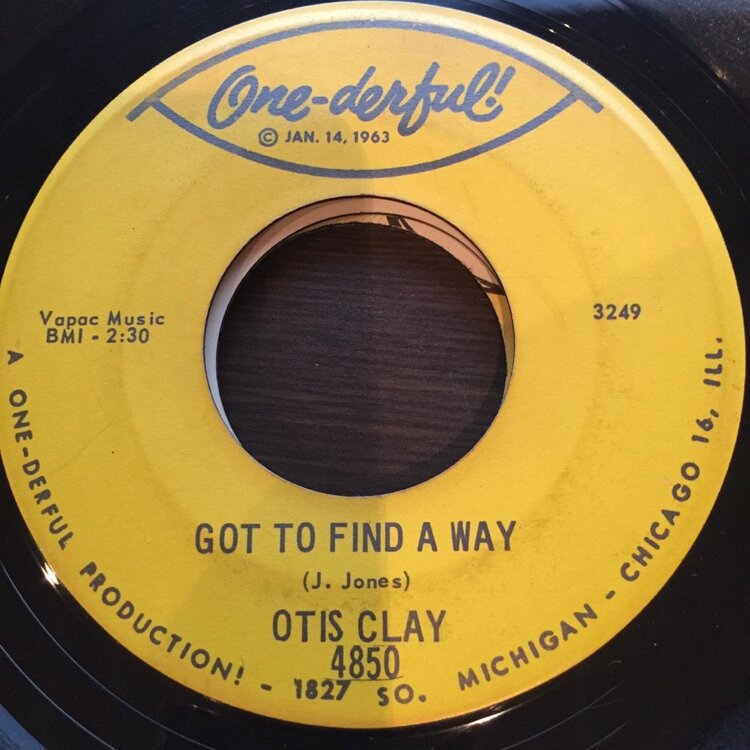 One-derful!
© JAN. 14, 1963
Vapac Music
BMI - 2:30
3249
GOT TO FIND A WAY
(J. Jones)
OTIS CLAY
4850
A ONE-DERFUL PRODUCTION! - 1827 SO. MICHIGAN - CHICAGO 16, ILL.